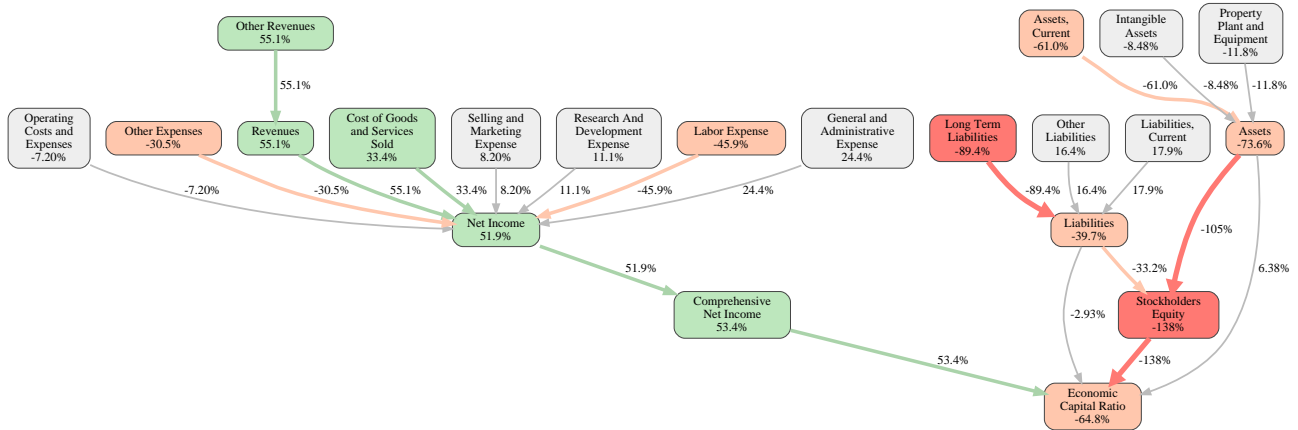 Other Revenues
55.1%
Assets,
Current
-61.0%
Intangible
Assets
-8.48%
Property
Plant and
Equipment
-11.8%
55.1%
-61.0%
-8.48%
-11.8%
Operating
Costs and
Expenses
-7.20%
Other Expenses
-30.5%
Revenues
55.1%
Cost of Goods
and Services
Sold
33.4%
Selling and
Marketing
Expense
8.20%
Research And
Development
Expense
11.1%
Labor Expense
-45.9%
General and
Administrative
Expense
24.4%
Long Term
Liabilities
-89.4%
Other
Liabilities
16.4%
Liabilities,
Current
17.9%
Assets
-73.6%
-7.20%
-30.5%
55.1%
33.4%
8.20%
11.1%
-45.9%
24.4%
-89.4%
16.4%
17.9%
Net Income
51.9%
Liabilities
-39.7%
-105%
51.9%
-33.2%
6.38%
Comprehensive
Net Income
53.4%
-2.93%
Stockholders
Equity
-138%
53.4%
-138%
Economic
Capital Ratio
-64.8%